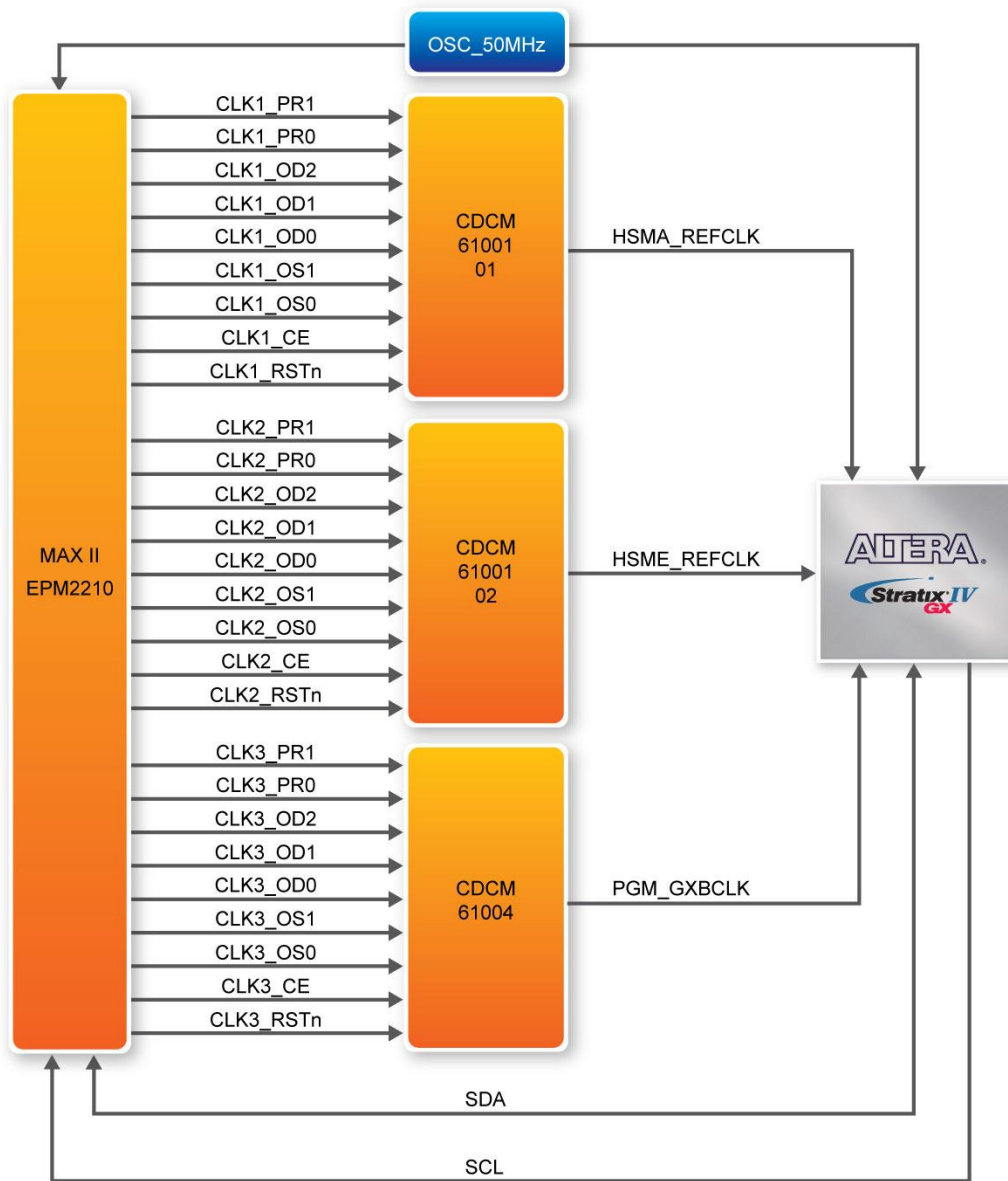 OSC_50MHz
MAX II
EPM2210
CLK1_PR1
CLK1_PR0
CLK1_OD2
CLK1_OD1
CLK1_OD0
CLK1_OS1
CLK1_OS0
CLK1_CE
CLK1_RSTn
CDCM
61001
01
HSMA_REFCLK
CLK2_PR1
CLK2_PR0
CLK2_OD2
CLK2_OD1
CLK2_OD0
CLK2_OS1
CLK2_OS0
CLK2_CE
CLK2_RSTn
CDCM
61001
02
HSME_REFCLK
ALTERA.
Stratix IV
GX
CLK3_PR1
CLK3_PR0
CLK3_OD2
CLK3_OD1
CLK3_OD0
CLK3_OS1
CLK3_OS0
CLK3_CE
CLK3_RSTn
CDCM
61004
PGM_GXBCLK
SDA
SCL